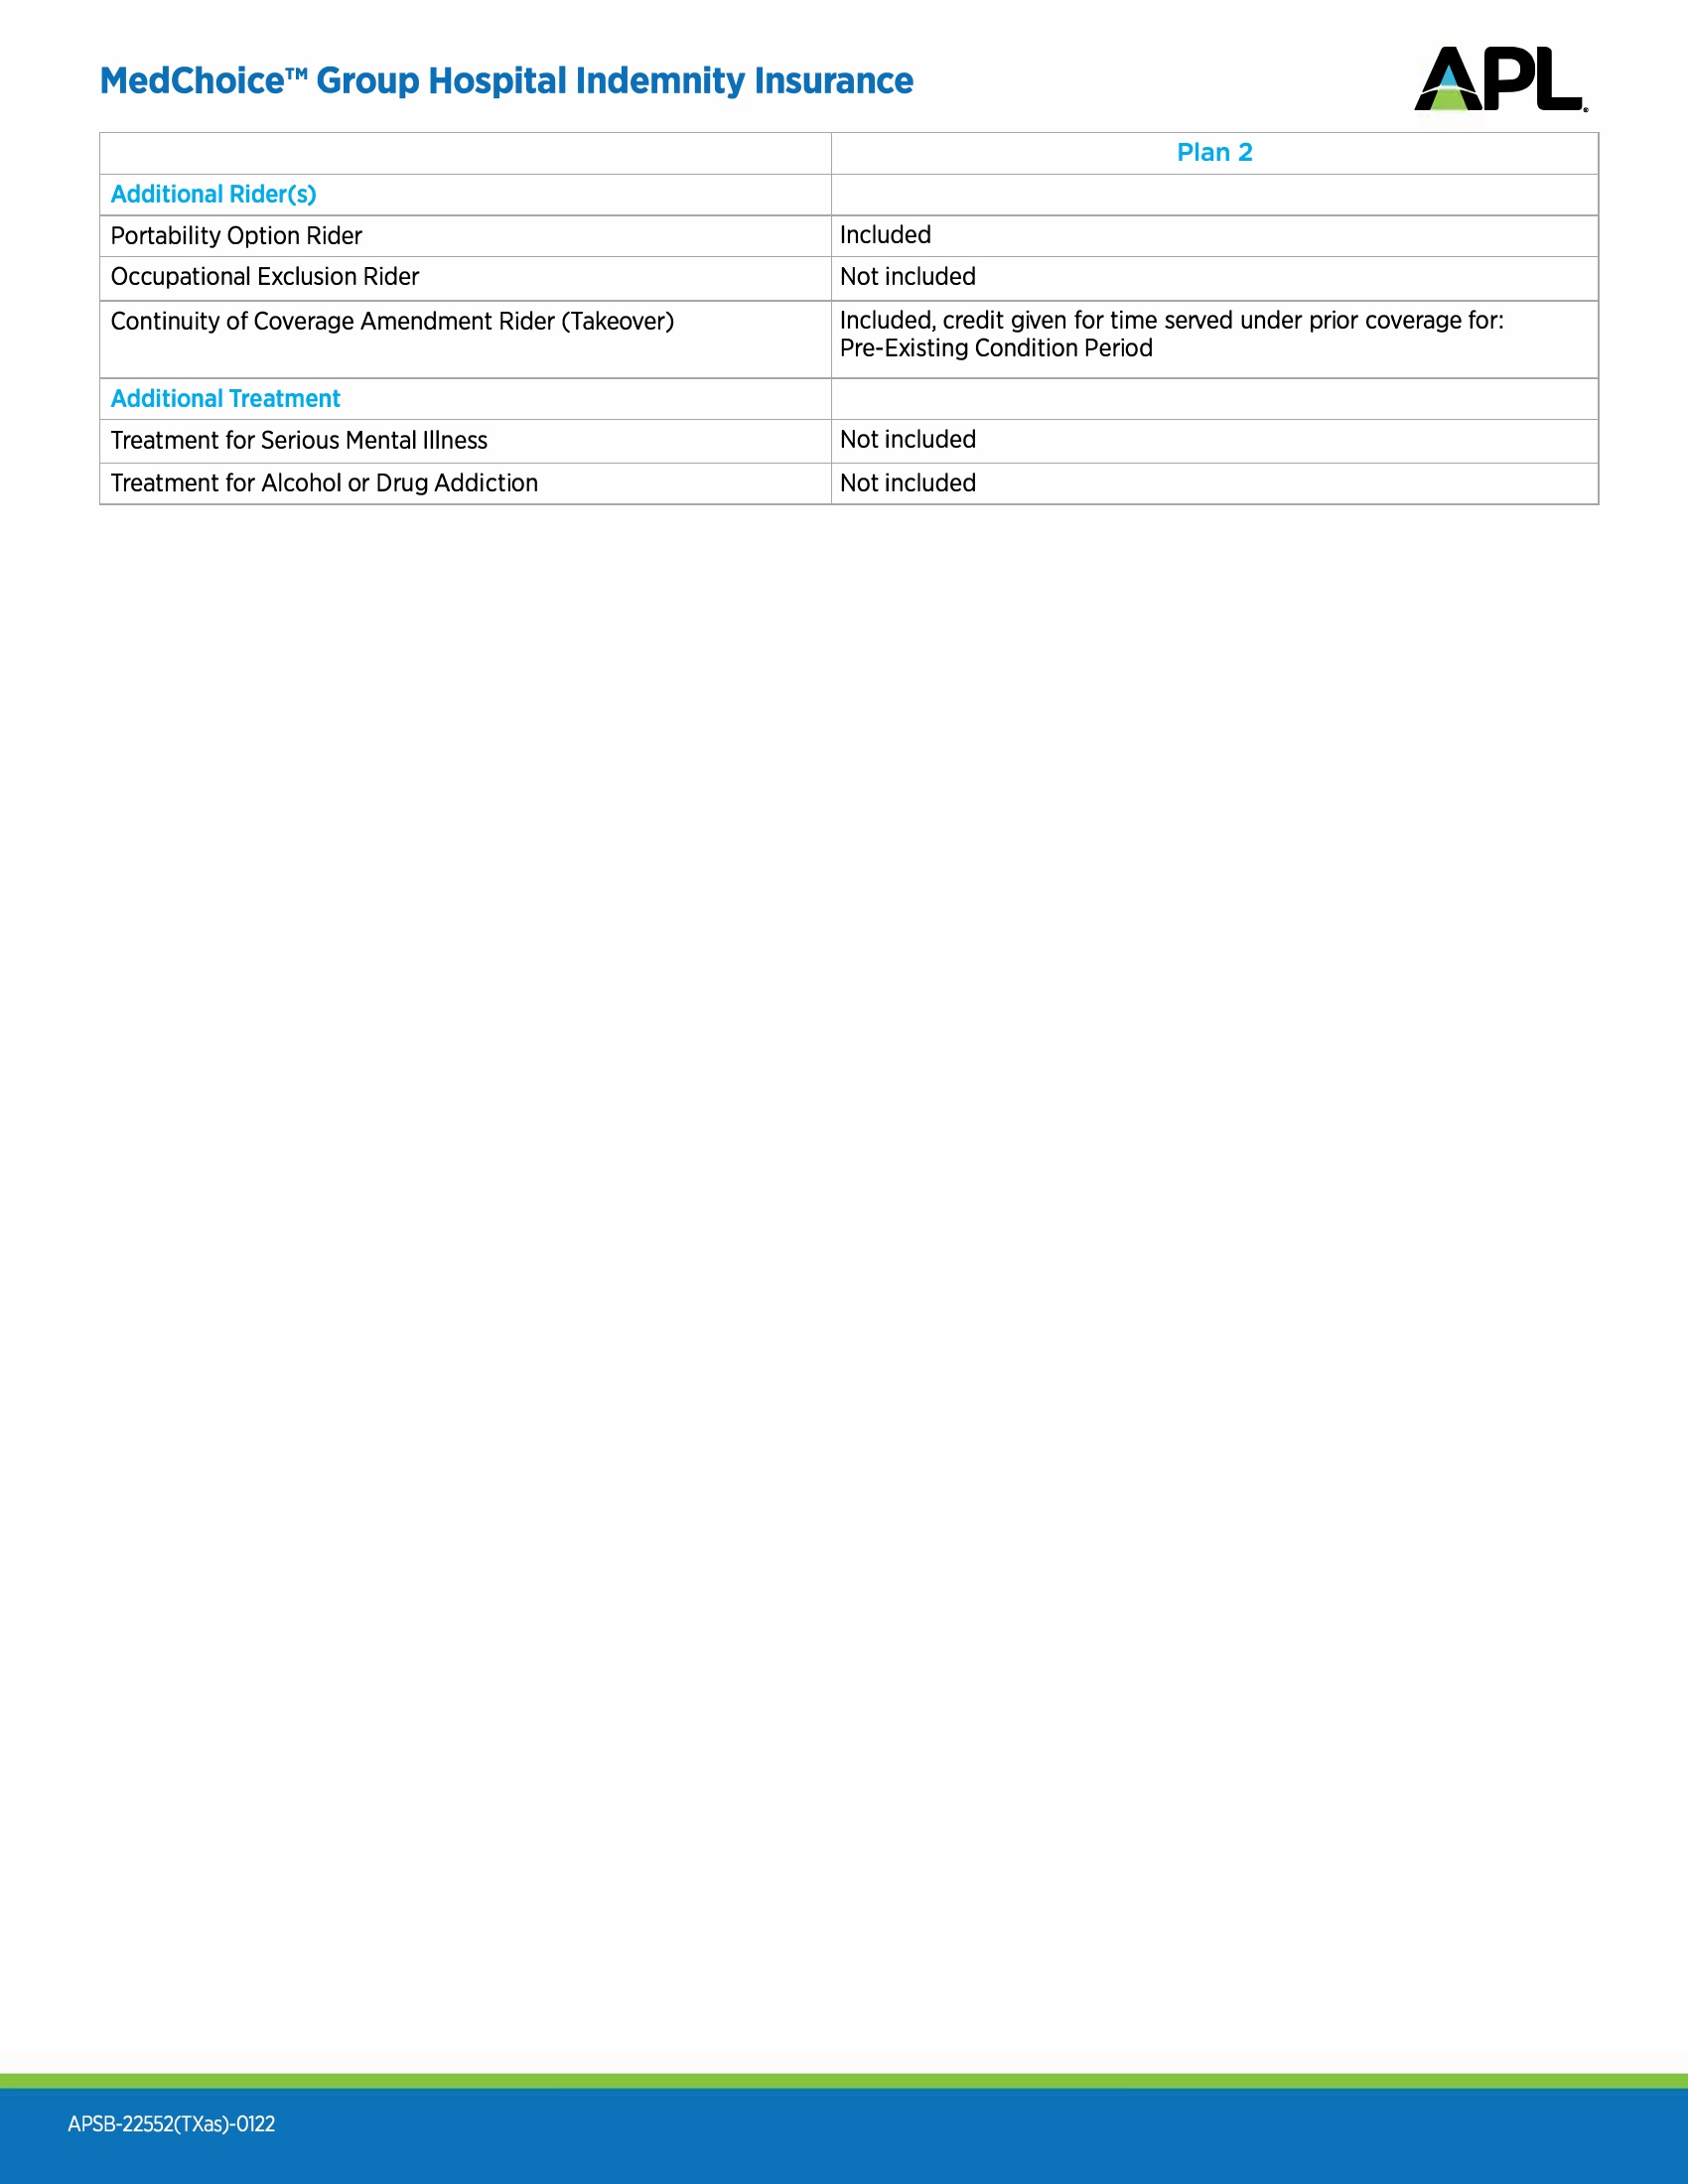 MedChoice™ Group Hospital Indemnity Insurance
APL®
Plan 2
Additional Rider(s)
Portability Option Rider Included
Occupational Exclusion Rider Not included
Continuity of Coverage Amendment Rider (Takeover) Included, credit given for time served under prior coverage for:
Pre-Existing Condition Period
Additional Treatment
Treatment for Serious Mental Illness Not included
Treatment for Alcohol or Drug Addiction Not included
APSB-22552(TXas)-0122